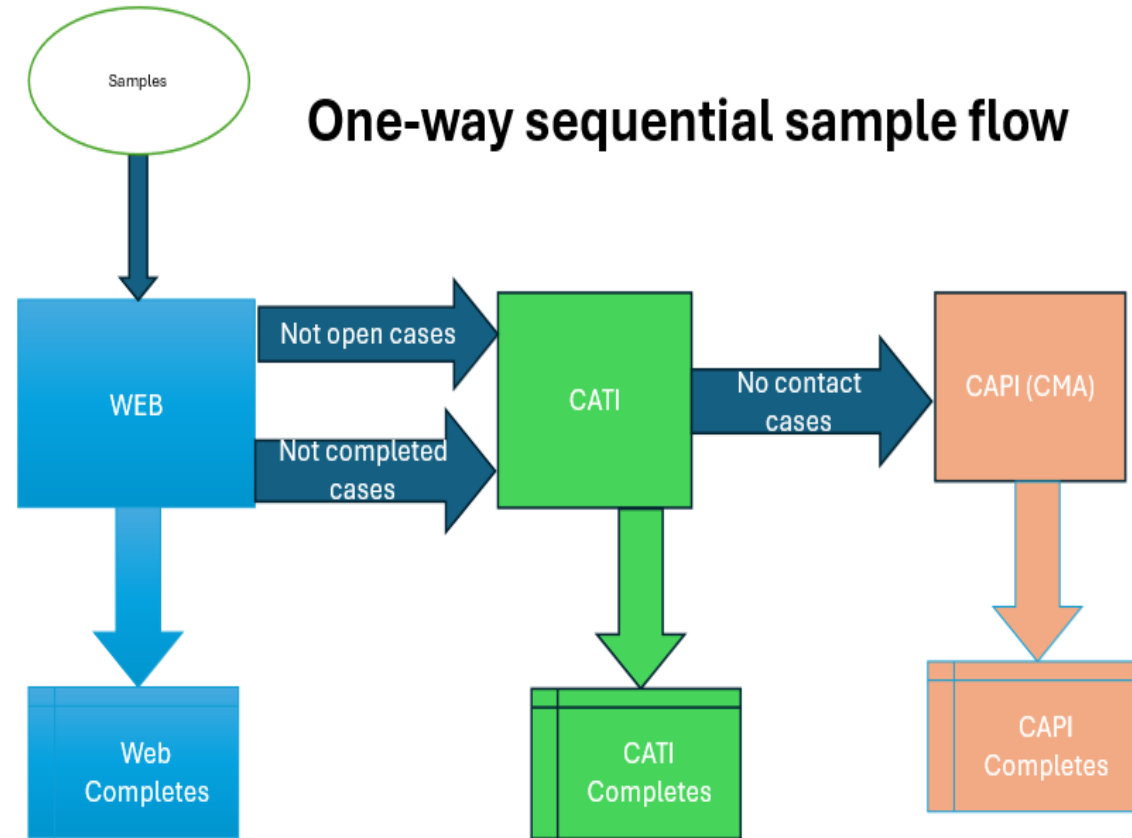 Samples
One-way sequential sample flow
WEB
Not open cases
Not completed
cases
CATI
No contact
cases
CAPI (CMA)
Web
Completes
CATI
Completes
CAPI
Completes